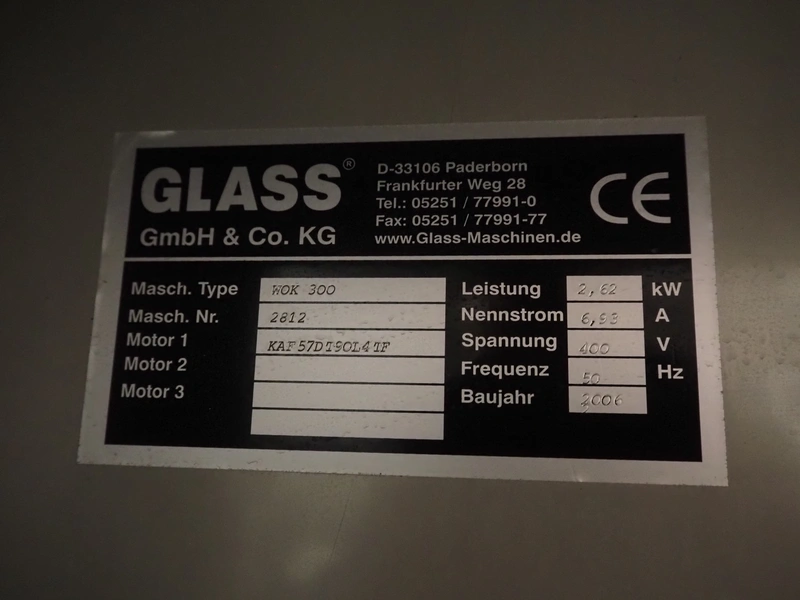 GLASS®
GmbH & Co. KG
D-33106 Paderborn
Frankfurter Weg 28
Tel.: 05251 / 77991-0
Fax: 05251 / 77991-77
www.Glass-Maschinen.de
CE
Masch. Type WOK 300
Masch. Nr. 2812
Motor 1 KAF57DT90L4TF
Motor 2
Motor 3
Leistung 2,62 kW
Nennstrom 6,93 A
Spannung 400 V
Frequenz 50 Hz
Baujahr 2006